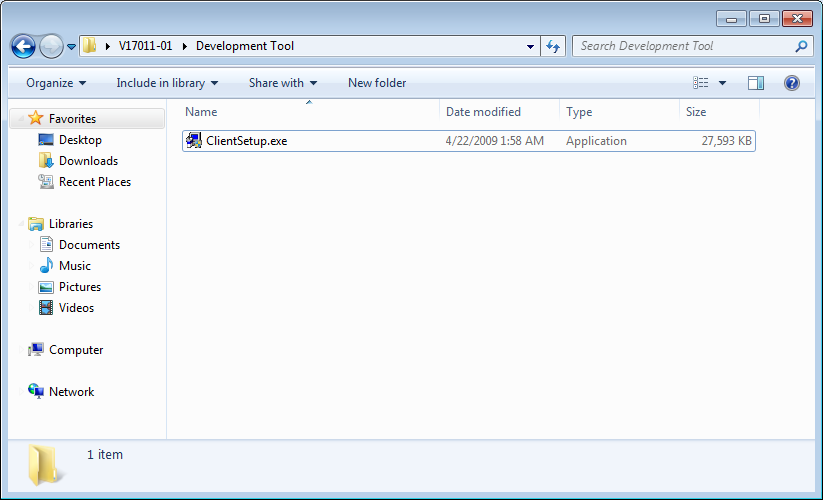 V17011-01 Development Tool
Search Development Tool
Organize Include in library Share with New folder
Name Date modified Type Size
ClientSetup.exe 4/22/2009 1:58 AM Application 27,593 KB
Favorites
Desktop
Downloads
Recent Places
Libraries
Documents
Music
Pictures
Videos
Computer
Network
1 item